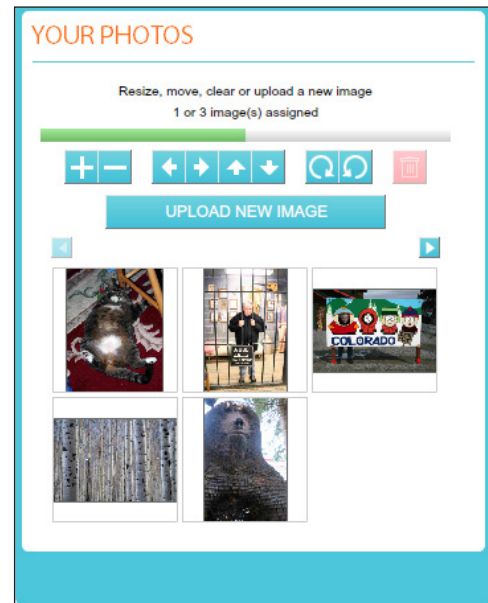 YOUR PHOTOS
Resize, move, clear or upload a new image
1 or 3 image(s) assigned
UPLOAD NEW IMAGE
COLORADO